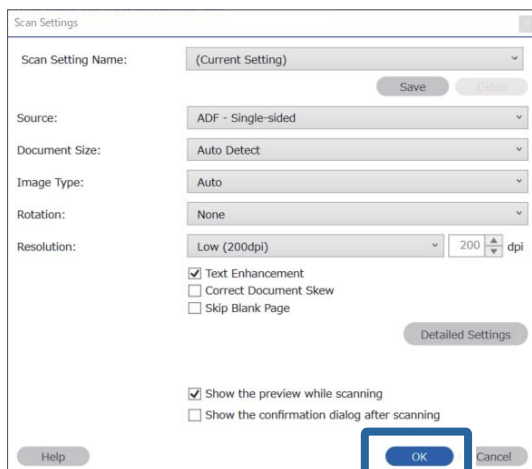 Scan Settings
Scan Setting Name: (Current Setting)
Save Delete
Source: ADF - Single-sided
Document Size: Auto Detect
Image Type: Auto
Rotation: None
Resolution: Low (200dpi) 200 dpi
Text Enhancement
Correct Document Skew
Skip Blank Page
Detailed Settings
Show the preview while scanning
Show the confirmation dialog after scanning
Help OK Cancel